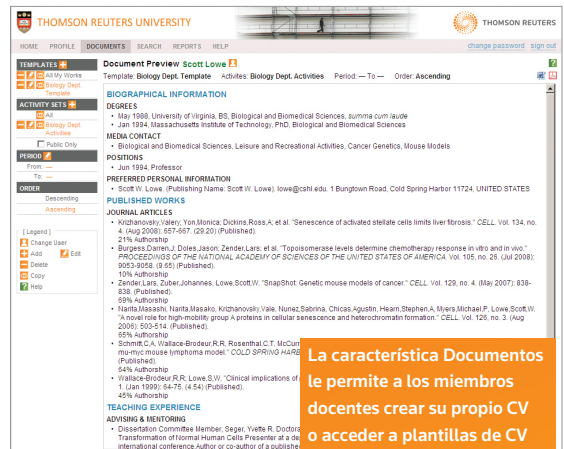 THOMSON REUTERS UNIVERSITY
THOMSON REUTERS
HOME PROFILE DOCUMENTS SEARCH REPORTS HELP
change password sign out
TEMPLATES
All My Works
Biology Dept.
Template
ACTIVITY SETS
All
Biology Dept.
Activities
Public Only
PERIOD
From: —
To: —
ORDER
Descending
Ascending
[ Legend ]
Change User
Add Edit
Delete
Copy
Help
Document Preview Scott Lowe
Template: Biology Dept. Template Activites: Biology Dept. Activities Period: — To — Order: Ascending
BIOGRAPHICAL INFORMATION
DEGREES
• May 1988, University of Virginia, BS, Biological and Biomedical Sciences, summa cum laude
• Jan 1994, Massachusetts Institute of Technology, PhD, Biological and Biomedical Sciences
MEDIA CONTACT
• Biological and Biomedical Sciences, Leisure and Recreational Activities, Cancer Genetics, Mouse Models
POSITIONS
• Jun 1994, Professor
PREFERRED PERSONAL INFORMATION
• Scott W. Lowe. (Publishing Name: Scott W. Lowe). lowe@cshl.edu. 1 Bungtown Road, Cold Spring Harbor 11724, UNITED STATES
PUBLISHED WORKS
JOURNAL ARTICLES
• Krizhanovsky,Valery; Yon,Monica; Dickins,Ross,A; et al. "Senescence of activated stellate cells limits liver fibrosis." CELL. Vol. 134, no.
4. (Aug 2008): 657-667. (29.20) (Published).
21% Authorship
• Burgess,Darren,J; Doles,Jason; Zender,Lars; et al. "Topoisomerase levels determine chemotherapy response in vitro and in vivo."
PROCEEDINGS OF THE NATIONAL ACADEMY OF SCIENCES OF THE UNITED STATES OF AMERICA. Vol. 105, no. 26. (Jul 2008):
9053-9058. (9.65) (Published).
10% Authorship
• Zender,Lars, Zuber,Johannes, Lowe,Scott,W. "SnapShot: Genetic mouse models of cancer." CELL. Vol. 129, no. 4. (May 2007): 838-
838. (Published).
69% Authorship
• Narita,Masashi, Narita,Masako, Krizhanovsky,Vale, Nunez,Sabrina, Chicas,Agustin, Hearn,Stephen,A, Myers,Michael,P, Lowe,Scott,W.
"A novel role for high-mobility group A proteins in cellular senescence and heterochromatin formation." CELL. Vol. 126, no. 3. (Aug
2006): 503-514. (Published).
65% Authorship
• Schmitt,C,A, Wallace-Brodeur,R,R, Rosenthal,C,T, McCur
mu-myc mouse lymphoma model." COLD SPRING HARB
(Published).
64% Authorship
• Wallace-Brodeur,R,R; Lowe,S,W. "Clinical implications of
1. (Jan 1999): 64-75. (4.54) (Published).
45% Authorship
TEACHING EXPERIENCE
ADVISING & MENTORING
• Dissertation Committee Member, Seger, Yvette R, Doctora
Transformation of Normal Human Cells Presenter at a de
international conference.Author or co-author of a publishe
La característica Documentos
le permite a los miembros
docentes crear su propio CV
o acceder a plantillas de CV